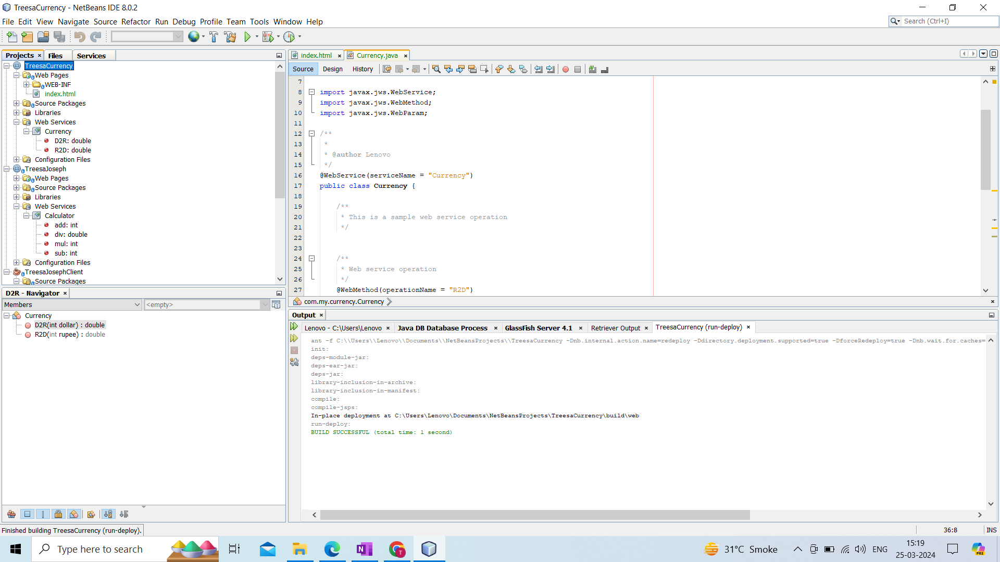 TreesaCurrency - NetBeans IDE 8.0.2
File Edit View Navigate Source Refactor Run Debug Profile Team Tools Window Help
Search (Ctrl+I)
Projects
Files
Services
TreesaCurrency
Web Pages
WEB-INF
index.html
Source Packages
Libraries
Web Services
Currency
D2R: double
R2D: double
Configuration Files
TreesaJoseph
Web Pages
Source Packages
Libraries
Web Services
Calculator
add: int
div: double
mul: int
sub: int
Configuration Files
TreesaJosephClient
Source Packages
D2R - Navigator
Members
<empty>
Currency
D2R(int dollar) : double
R2D(int rupee) : double
index.html
Currency.java
Source Design History
7
8 import javax.jws.WebService;
9 import javax.jws.WebMethod;
10 import javax.jws.WebParam;
11
12 /**
13 *
14 * @author Lenovo
15 */
16 @WebService(serviceName = "Currency")
17 public class Currency {
18
19 /**
20 * This is a sample web service operation
21 */
22
23
24 /**
25 * Web service operation
26 */
27 @WebMethod(operationName = "R2D")
com.my.currency.Currency
Output
Lenovo - C:\Users\Lenovo
Java DB Database Process
GlassFish Server 4.1
Retriever Output
TreesaCurrency (run-deploy)
ant -f C:\\Users\\Lenovo\\Documents\\NetBeansProjects\\TreesaCurrency -Dnb.internal.action.name=redeploy -Ddirectory.deployment.supported=true -DforceRedeploy=true -Dnb.wait.for.caches=
init:
deps-module-jar:
deps-ear-jar:
deps-jar:
library-inclusion-in-archive:
library-inclusion-in-manifest:
compile:
compile-jsps:
In-place deployment at C:\Users\Lenovo\Documents\NetBeansProjects\TreesaCurrency\build\web
run-deploy:
BUILD SUCCESSFUL (total time: 1 second)
Finished building TreesaCurrency (run-deploy).
36:8
INS
Type here to search
31°C Smoke
ENG
15:19
25-03-2024
PRE